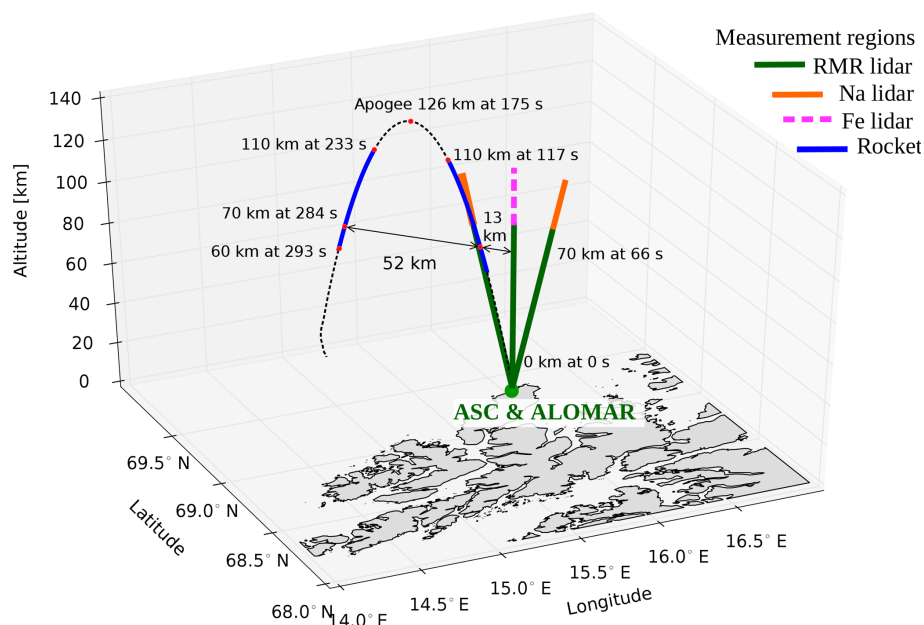 Measurement regions
RMR lidar
Na lidar
Fe lidar
Rocket
140
120
100
80
60
40
20
0
Altitude [km]
Apogee 126 km at 175 s
110 km at 233 s
110 km at 117 s
70 km at 284 s
13
km
60 km at 293 s
52 km
70 km at 66 s
0 km at 0 s
ASC & ALOMAR
69.5° N
69.0° N
68.5° N
68.0° N
Latitude
14.0° E
14.5° E
15.0° E
15.5° E
16.0° E
16.5° E
Longitude